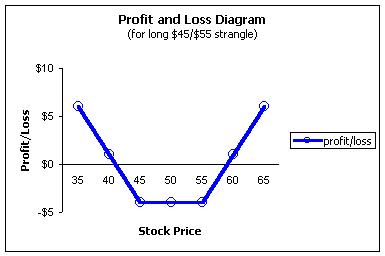 Profit and Loss Diagram
(for long $45/$55 strangle)
$10
$5
$0
-$5
Profit/Loss
35 40 45 50 55 60 65
Stock Price
profit/loss